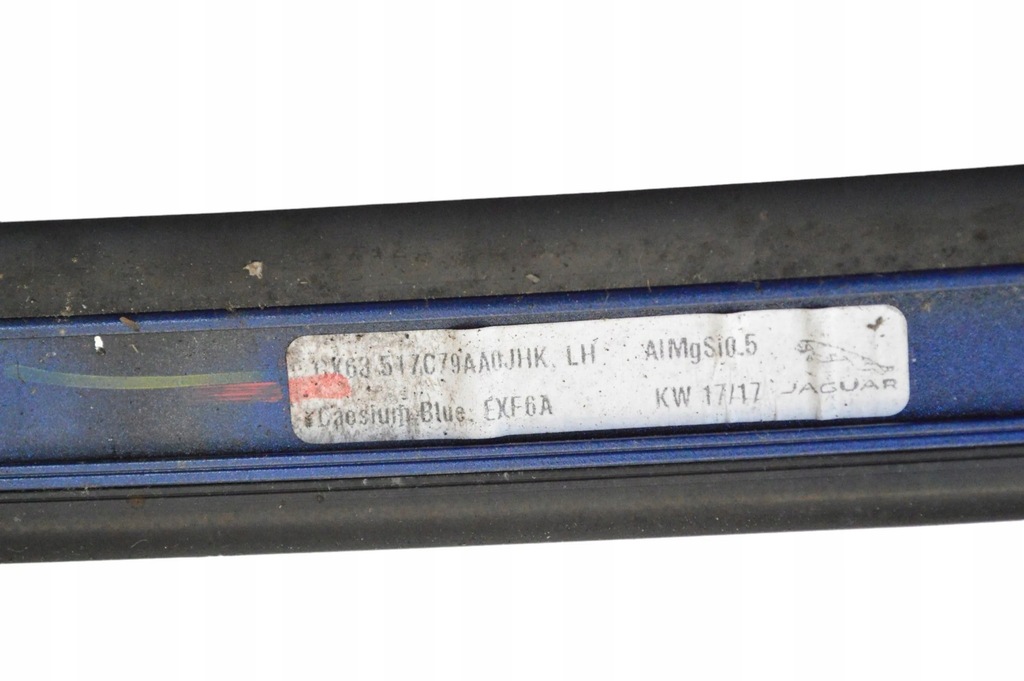 517C79AA0JHK, LH AlMgSi0.5
Caesium Blue, EXF6A KW 17/17
JAGUAR